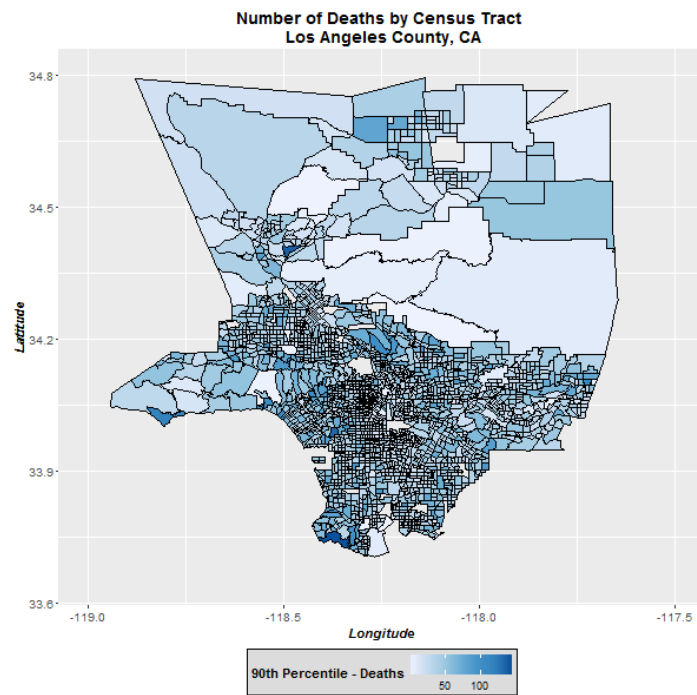 Number of Deaths by Census Tract
Los Angeles County, CA
34.8
34.5
34.2
33.9
33.6
Latitude
-119.0
-118.5
-118.0
-117.5
Longitude
90th Percentile - Deaths
50
100